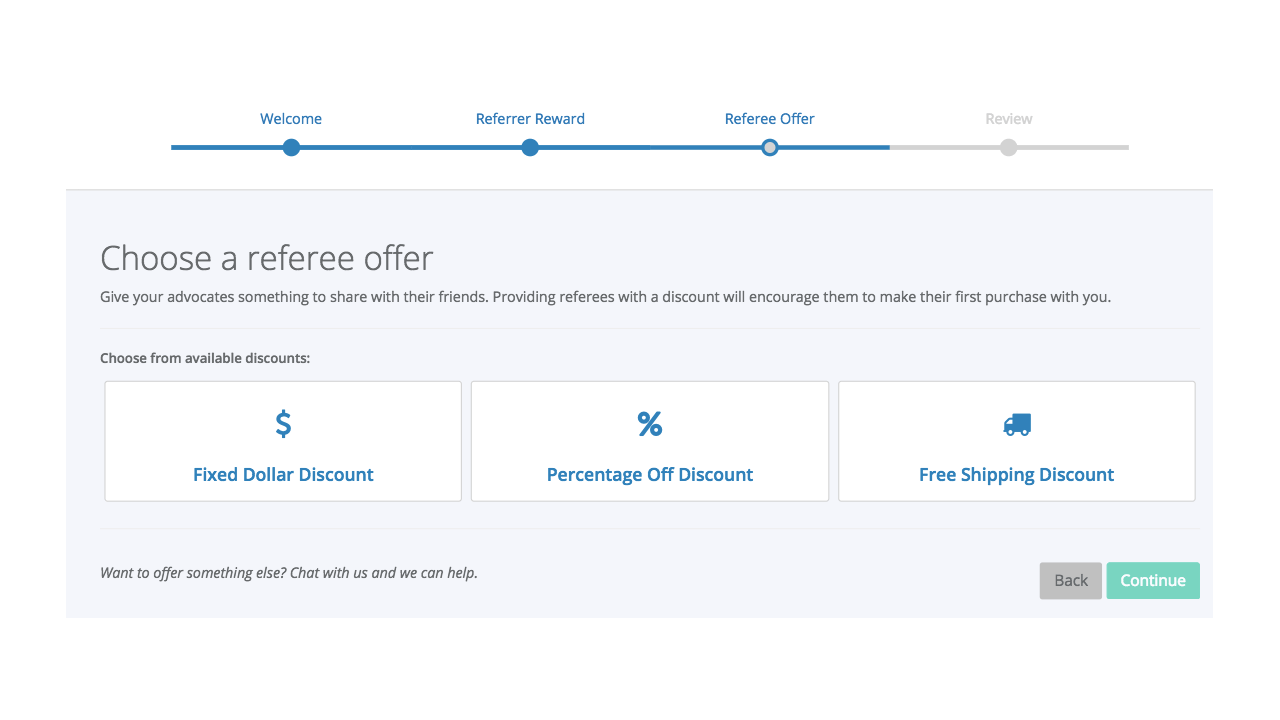 Welcome
Referrer Reward
Referee Offer
Review
Choose a referee offer
Give your advocates something to share with their friends. Providing referees with a discount will encourage them to make their first purchase with you.
Choose from available discounts:
$
%
Fixed Dollar Discount
Percentage Off Discount
Free Shipping Discount
Want to offer something else? Chat with us and we can help.
Back
Continue